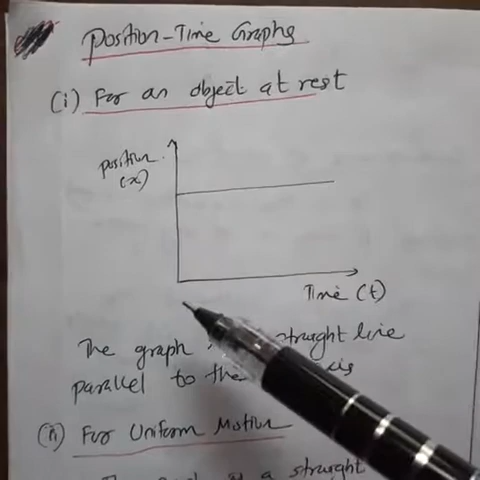 Position-Time Graphs
(i) For an object at rest
position
(x)
Time (t)
The graph straight line
parallel to the
(ii) For Uniform Motion
is a straight